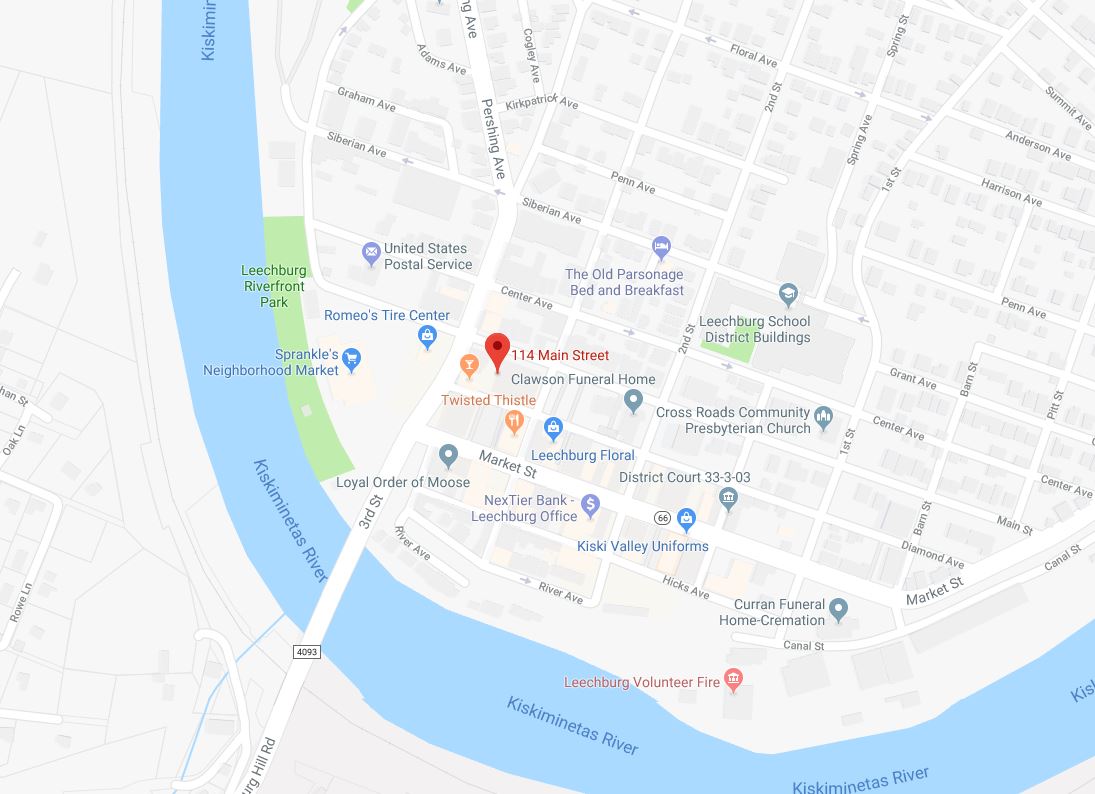 Kiskimin
ng Ave
Adams Ave
Cogley Ave
Floral Ave
Spring St
2nd St
Summit Ave
Graham Ave
Kirkpatrick Ave
Pershing Ave
Spring Ave
Anderson Ave
Siberian Ave
Penn Ave
1st St
Harrison Ave
Siberian Ave
United States
Postal Service
The Old Parsonage
Bed and Breakfast
Leechburg
Riverfront
Park
Center Ave
Penn Ave
Romeo's Tire Center
Leechburg School
District Buildings
2nd St
Sprankle's
Neighborhood Market
114 Main Street
Clawson Funeral Home
Grant Ave
Barn St
Pitt St
han St
Oak Ln
Twisted Thistle
Cross Roads Community
Presbyterian Church
Center Ave
1st St
Leechburg Floral
Market St
Kiskiminetas River
Loyal Order of Moose
District Court 33-3-03
Center Ave
3rd St
NexTier Bank -
Leechburg Office
66
Barn St
Main St
Kiski Valley Uniforms
River Ave
Diamond Ave
Canal St
Rowe Ln
River Ave
Hicks Ave
Market St
Curran Funeral
Home-Cremation
Canal St
4093
Leechburg Volunteer Fire
Kiskiminetas River
Kis
burg Hill Rd
Kiskiminetas River